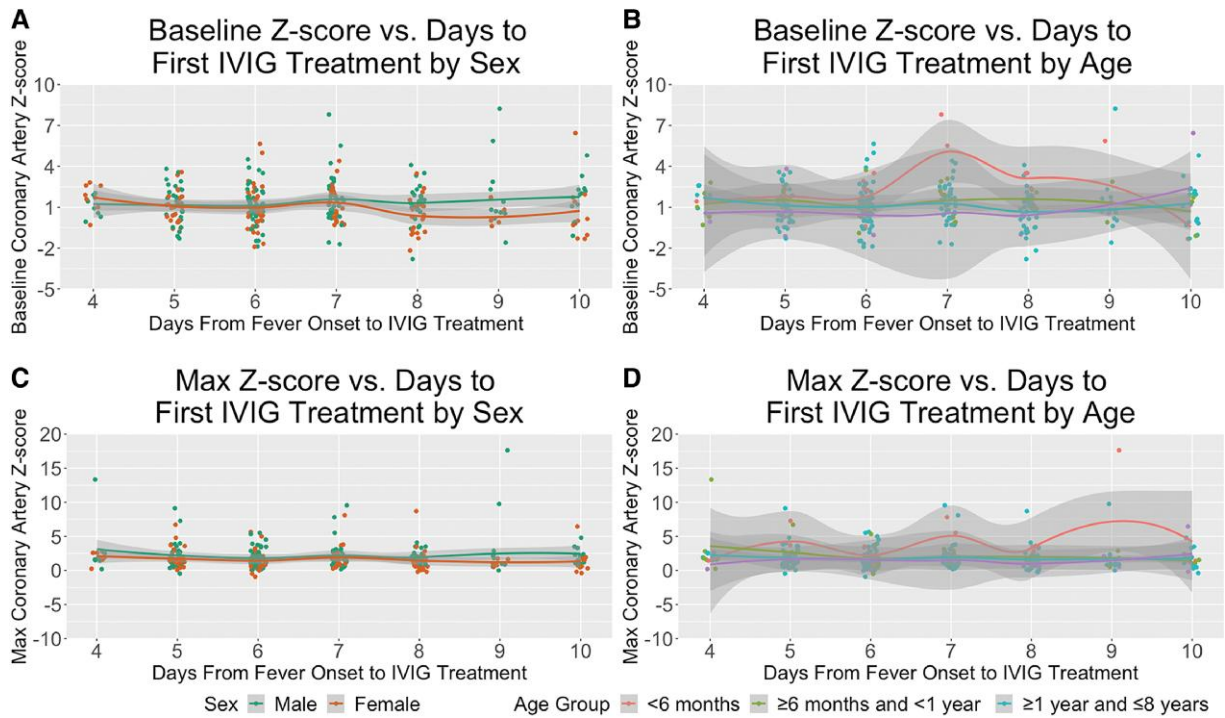 A
Baseline Z-score vs. Days to
First IVIG Treatment by Sex
Baseline Coronary Artery Z-score
10
7
4
1
-2
-5
4 5 6 7 8 9 10
Days From Fever Onset to IVIG Treatment
B
Baseline Z-score vs. Days to
First IVIG Treatment by Age
Baseline Coronary Artery Z-score
10
7
4
1
-2
-5
4 5 6 7 8 9 10
Days From Fever Onset to IVIG Treatment
C
Max Z-score vs. Days to
First IVIG Treatment by Sex
Max Coronary Artery Z-score
20
15
10
5
0
-5
-10
4 5 6 7 8 9 10
Days From Fever Onset to IVIG Treatment
D
Max Z-score vs. Days to
First IVIG Treatment by Age
Max Coronary Artery Z-score
20
15
10
5
0
-5
-10
4 5 6 7 8 9 10
Days From Fever Onset to IVIG Treatment
Sex Male Female Age Group <6 months ≥6 months and <1 year ≥1 year and ≤8 years